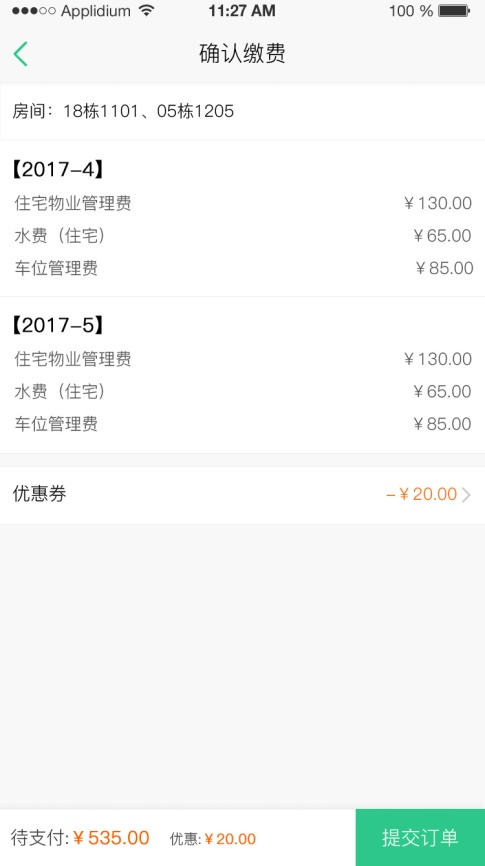 ●●●○○ Applidium 11:27 AM 100 %
确认缴费
房间：18栋1101、05栋1205
【2017-4】
住宅物业管理费 ￥130.00
水费（住宅） ￥65.00
车位管理费 ￥85.00
【2017-5】
住宅物业管理费 ￥130.00
水费（住宅） ￥65.00
车位管理费 ￥85.00
优惠券 -￥20.00
待支付:￥535.00 优惠:￥20.00 提交订单